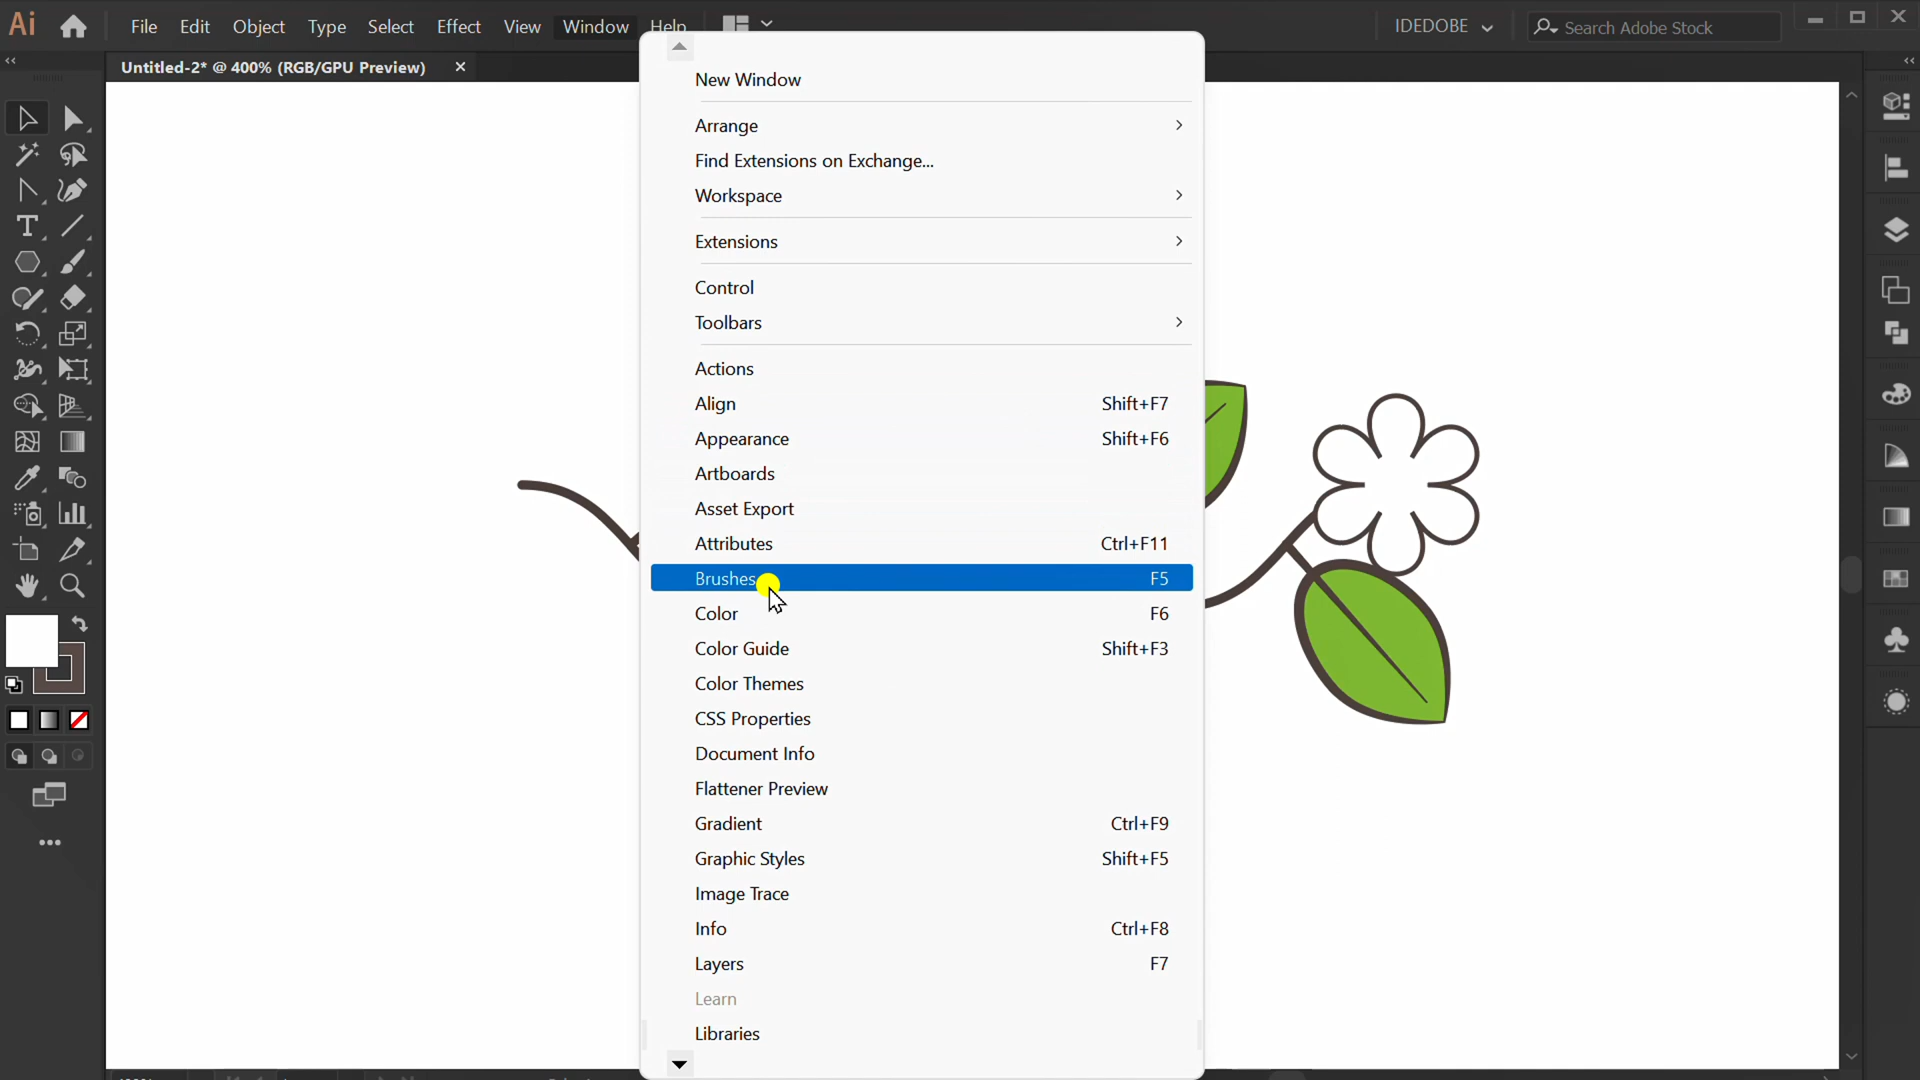 Ai File Edit Object Type Select Effect View Window Help IDEDOBE Search Adobe Stock
Untitled-2* @ 400% (RGB/GPU Preview)
New Window
Arrange
Find Extensions on Exchange...
Workspace
Extensions
Control
Toolbars
Actions
Align Shift+F7
Appearance Shift+F6
Artboards
Asset Export
Attributes Ctrl+F11
Brushes F5
Color F6
Color Guide Shift+F3
Color Themes
CSS Properties
Document Info
Flattener Preview
Gradient Ctrl+F9
Graphic Styles Shift+F5
Image Trace
Info Ctrl+F8
Layers F7
Learn
Libraries